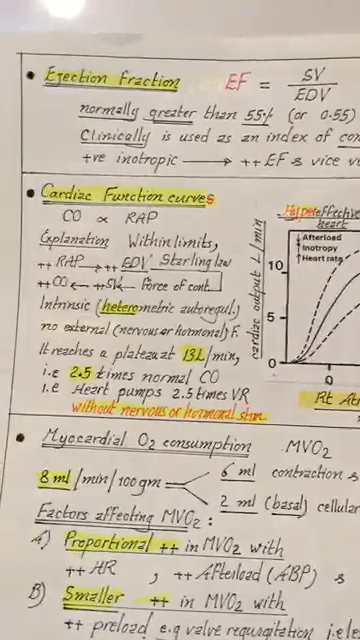 • Ejection fraction EF = SV / EDV
normally greater than 55% (or 0.55)
Clinically is used as an index of
+ve inotropic → ++ EF & vice
• Cardiac Function curves
CO ∝ RAP
Explanation Within limits,
++ RAP → ++ EDV Starling law
++CO ← ++SV ← Force of cont.
Intrinsic (heterometric autoregul.)
no external (nervous or hormonal) F.
It reaches a plateau at 13L/min,
i.e 2.5 times normal CO
i.e Heart pumps 2.5 times VR
without nervous or hormonal stim
Hypereffective
heart
↓Afterload
↑Inotropy
↑Heart rate
cardiac output L/min
10
5
0
0
Rt At
• Myocardial O2 consumption MVO2
8 ml/min/100gm
6 ml contraction
2 ml (basal) cellular
Factors affecting MVO2 :
A) Proportional ++ in MVO2 with
++ HR , ++ Afterload (ABP) &
B) Smaller ++ in MVO2 with
++ preload e.g valve regurgitation i.e